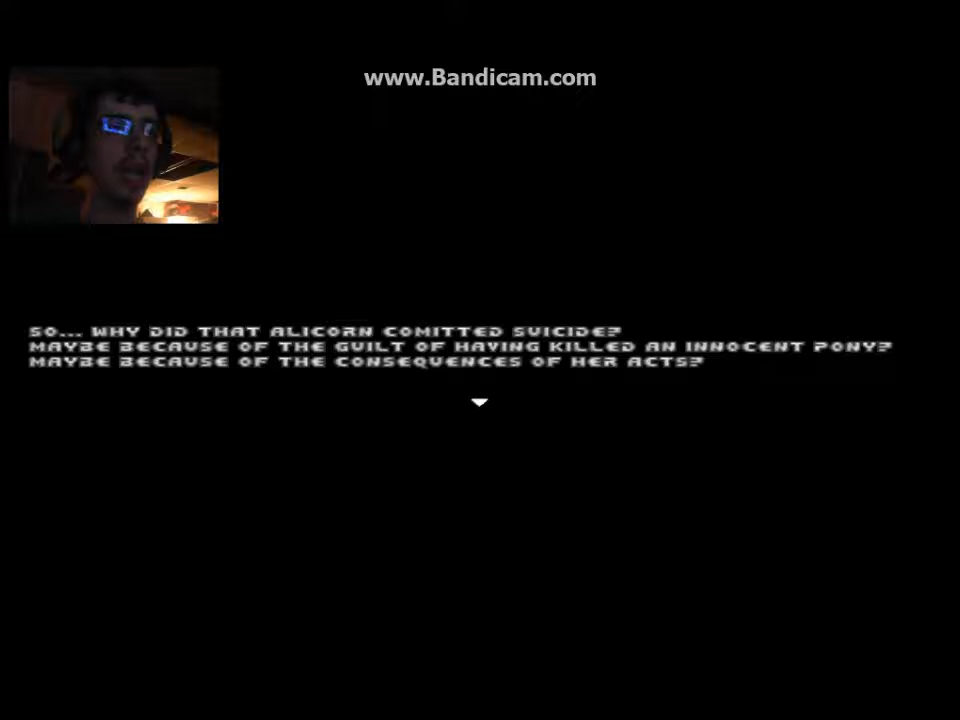 www.Bandicam.com
SO... WHY DID THAT ALICORN COMITTED SUICIDE?
MAYBE BECAUSE OF THE GUILT OF HAVING KILLED AN INNOCENT PONY?
MAYBE BECAUSE OF THE CONSEQUENCES OF HER ACTS?